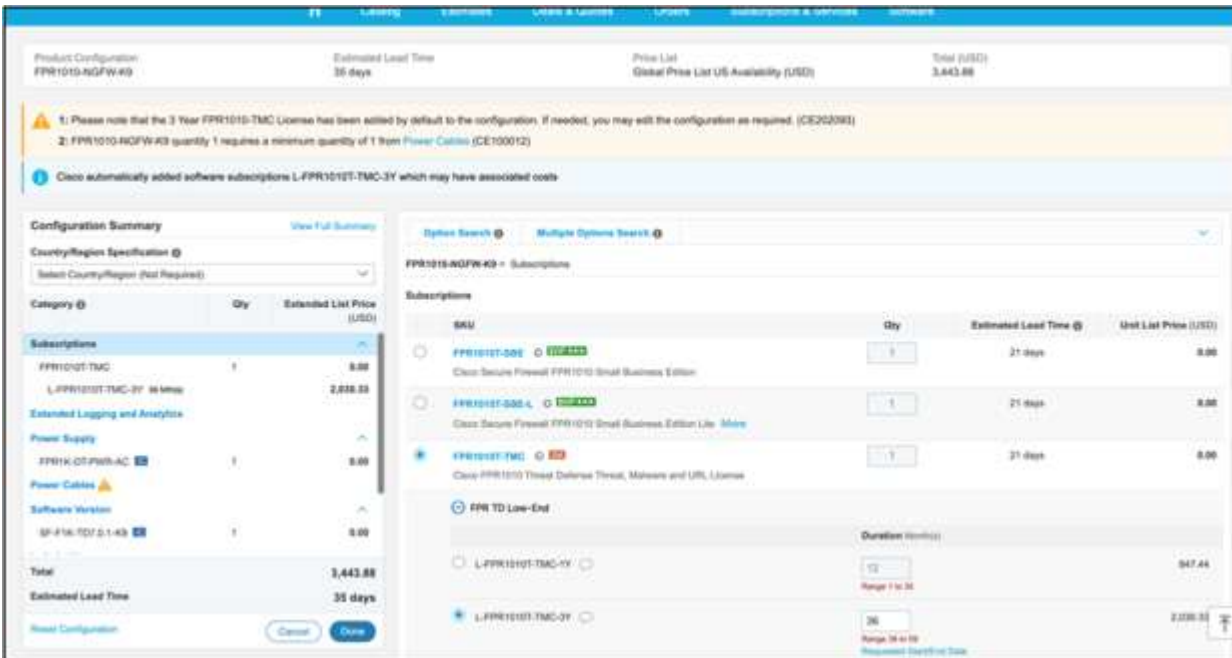 Catalog Estimates Deals & Quotes Orders Subscriptions & Services Software
Product Configuration Estimated Lead Time Price List Total (USD)
FPR1010-NGFW-K9 35 days Global Price List US Availability (USD) 3,443.88
1: Please note that the 3 Year FPR1010-TMC License has been added by default to the configuration. If needed, you may edit the configuration as required. (CE202093)
2: FPR1010-NGFW-K9 quantity 1 requires a minimum quantity of 1 from Power Cables (CE100012)
Cisco automatically added software subscriptions L-FPR1010T-TMC-3Y which may have associated costs
Configuration Summary View Full Summary
Country/Region Specification
Select Country/Region (Not Required)
Category Qty Extended List Price
(USD)
Subscriptions
FPR1010T-TMC 1 0.00
L-FPR1010T-TMC-3Y 2,038.33
Extended Logging and Analytics
Power Supply
FPR1K-DT-PWR-AC 1 0.00
Power Cables
Software Version
SF-F1K-TD7.0.1-K9 1 0.00
Total 3,443.88
Estimated Lead Time 35 days
Reset Configuration Cancel Done
Option Search Multiple Options Search
FPR1010-NGFW-K9 > Subscriptions
Subscriptions
SKU Qty Estimated Lead Time Unit List Price (USD)
FPR1010T-SBE 1 21 days 0.00
Cisco Secure Firewall FPR1010 Small Business Edition
FPR1010T-SBE-L 1 21 days 0.00
Cisco Secure Firewall FPR1010 Small Business Edition Lite More
FPR1010T-TMC 1 21 days 0.00
Cisco FPR1010 Threat Defense Threat, Malware and URL License
FPR TD Low-End
Duration
L-FPR1010T-TMC-1Y 12 847.44
Range 1 to 36
L-FPR1010T-TMC-3Y 36
Requested Start/End Date